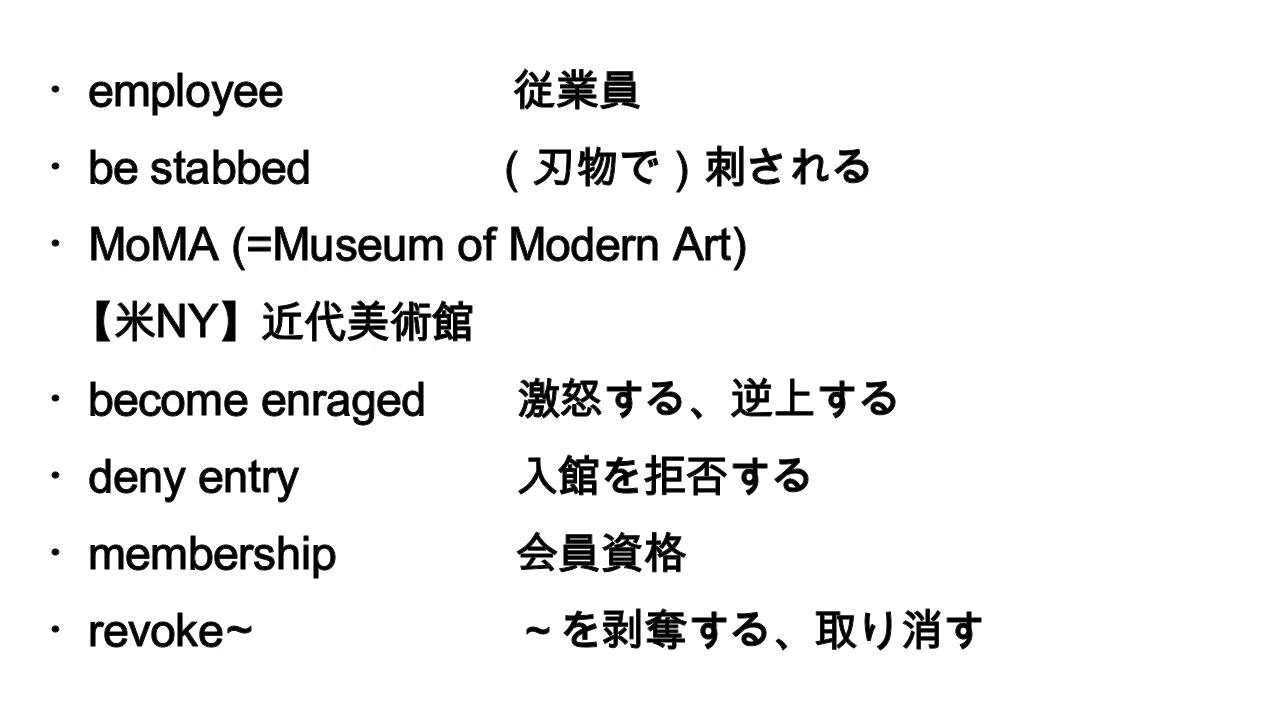 ・ employee 従業員
・ be stabbed （刃物で）刺される
・ MoMA (=Museum of Modern Art)
【米NY】近代美術館
・ become enraged 激怒する、逆上する
・ deny entry 入館を拒否する
・ membership 会員資格
・ revoke~ ~を剥奪する、取り消す